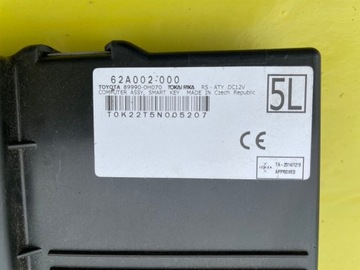 62A002-000
TOYOTA 89990-0H070 TOKAI RIKA RS-ATY DC12V
COMPUTER ASSY, SMART KEY MADE IN Czech Republic
T0K22T5N005207
5L
CE
APPROVED